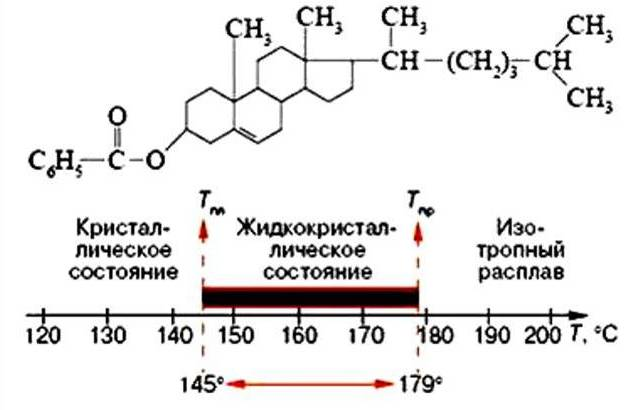 CH₃ CH₃ CH₃
CH₃
CH—(CH₂)₃—CH
CH₃
O
C₆H₅—C—O
Tпл Tпр
Кристал-
лическое
состояние
Жидкокристал-
лическое
состояние
Изо-
тропный
расплав
120 130 140 150 160 170 180 190 200 T, °C
145° 179°